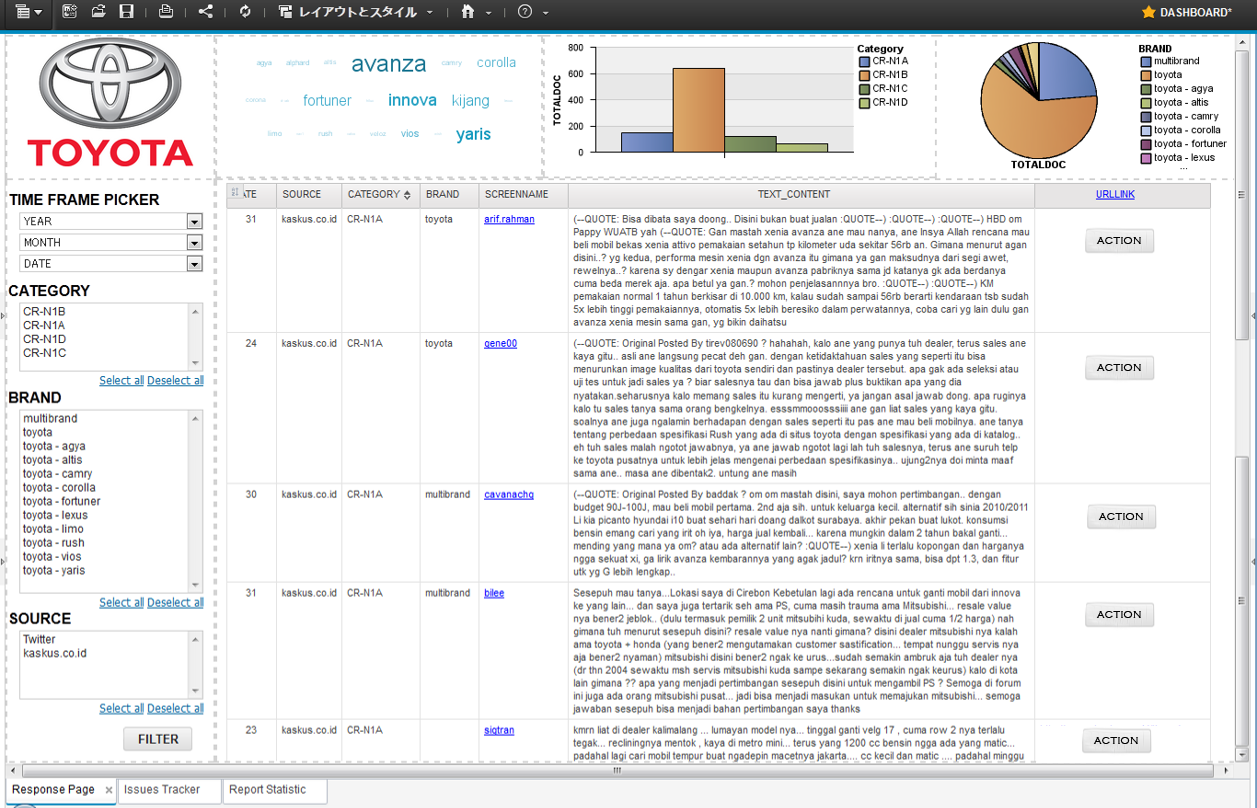 レイアウトとスタイル
DASHBOARD*
TOYOTA
agya alphard altis avanza camry corolla
corona fortuner innova kijang
limo rush veloz vios yaris
TOTALDOC
800
600
400
200
0
Category
CR-N1A
CR-N1B
CR-N1C
CR-N1D
TOTALDOC
BRAND
multibrand
toyota
toyota - agya
toyota - altis
toyota - camry
toyota - corolla
toyota - fortuner
toyota - lexus
...
TIME FRAME PICKER
YEAR
MONTH
DATE
CATEGORY
CR-N1B
CR-N1A
CR-N1D
CR-N1C
Select all Deselect all
BRAND
multibrand
toyota
toyota - agya
toyota - altis
toyota - camry
toyota - corolla
toyota - fortuner
toyota - lexus
toyota - limo
toyota - rush
toyota - vios
toyota - yaris
Select all Deselect all
SOURCE
Twitter
kaskus.co.id
Select all Deselect all
FILTER
ATE SOURCE CATEGORY BRAND SCREENNAME TEXT_CONTENT URLLINK
31 kaskus.co.id CR-N1A toyota arif.rahman
(--QUOTE: Bisa dibata saya doong.. Disini bukan buat jualan :QUOTE--) :QUOTE--) :QUOTE--) HBD om
Pappy WUATB yah (--QUOTE: Gan mastah xenia avanza ane mau nanya, ane Insya Allah rencana mau
beli mobil bekas xenia attivo pemakaian setahun tp kilometer uda sekitar 56rb an. Gimana menurut agan
disini..? yg kedua, performa mesin xenia dgn avanza itu gimana ya gan maksudnya dari segi awet,
rewelnya..? karena sy dengar xenia maupun avanza pabriknya sama jd katanya gk ada berdanya
cuma beda merek aja. apa betul ya gan.? mohon penjelasannnya bro. :QUOTE--) :QUOTE--) KM
pemakaian normal 1 tahun berkisar di 10.000 km, kalau sudah sampai 56rb berarti kendaraan tsb sudah
5x lebih tinggi pemakaiannya, otomatis 5x lebih beresiko dalam perwatannya, coba cari yg lain dulu gan
avanza xenia mesin sama gan, yg bikin daihatsu
ACTION
24 kaskus.co.id CR-N1A toyota gene00
(--QUOTE: Original Posted By tirev080690 ? hahahah, kalo ane yang punya tuh dealer, terus sales ane
kaya gitu.. asli ane langsung pecat deh gan. dengan ketidaktahuan sales yang seperti itu bisa
menurunkan image kualitas dari toyota sendiri dan pastinya dealer tersebut. apa gak ada seleksi atau
uji tes untuk jadi sales ya ? biar salesnya tau dan bisa jawab plus buktikan apa yang dia
nyatakan.seharusnya kalo memang sales itu kurang mengerti, ya jangan asal jawab dong. apa ruginya
kalo tu sales tanya sama orang bengkelnya. esssmmooosssiiii ane gan liat sales yang kaya gitu.
soalnya ane juga ngalamin berhadapan dengan sales seperti itu pas ane mau beli mobilnya. ane tanya
tentang perbedaan spesifikasi Rush yang ada di situs toyota dengan spesifikasi yang ada di katalog..
eh tuh sales malah ngotot jawabnya, ya ane jawab ngotot lagi lah tuh salesnya, terus ane suruh telp
ke toyota pusatnya untuk lebih jelas mengenai perbedaan spesifikasinya.. ujung2nya doi minta maaf
sama ane.. masa ane dibentak2. untung ane masih
ACTION
30 kaskus.co.id CR-N1A multibrand cavanachg
(--QUOTE: Original Posted By baddak ? om om mastah disini, saya mohon pertimbangan.. dengan
budget 90J-100J, mau beli mobil pertama. 2nd aja sih. untuk keluarga kecil. alternatif sih sinia 2010/2011
Li kia picanto hyundai i10 buat sehari hari doang dalkot surabaya. akhir pekan buat lukot. konsumsi
bensin emang cari yang irit oh iya, harga jual kembali... karena mungkin dalam 2 tahun bakal ganti...
mending yang mana ya om? atau ada alternatif lain? :QUOTE--) xenia li terlalu kopongan dan harganya
ngga sekuat xi, ga lirik avanza kembarannya yang agak jadul? krn iritnya sama, bisa dpt 1.3, dan fitur
utk yg G lebih lengkap..
ACTION
31 kaskus.co.id CR-N1A multibrand bilee
Sesepuh mau tanya...Lokasi saya di Cirebon Kebetulan lagi ada rencana untuk ganti mobil dari innova
ke yang lain... dan saya juga tertarik seh ama PS, cuma masih trauma ama Mitsubishi... resale value
nya bener2 jeblok.. (dulu termasuk pemilik 2 unit mitsubihi kuda, sewaktu di jual cuma 1/2 harga) nah
gimana tuh menurut sesepuh disini? resale value nya nanti gimana? disini dealer mitsubishi nya kalah
ama toyota + honda (yang bener2 mengutamakan customer sastification... tempat nunggu servis nya
aja bener2 nyaman) mitsubishi disini bener2 ngak ke urus...sudah semakin ambruk aja tuh dealer nya
(dr thn 2004 sewaktu msh servis mitsubishi kuda sampe sekarang semakin ngak keurus) kalo di kota
lain gimana ?? apa yang menjadi pertimbangan sesepuh disini untuk mengambil PS ? Semoga di forum
ini juga ada orang mitsubishi pusat... jadi bisa menjadi masukan untuk memajukan mitsubishi... semoga
jawaban sesepuh bisa menjadi bahan pertimbangan saya thanks
ACTION
23 kaskus.co.id CR-N1A siqtran
kmrn liat di dealer kalimalang ... lumayan model nya... tinggal ganti velg 17 , cuma row 2 nya terlalu
tegak... recliningnya mentok , kaya di metro mini... terus yang 1200 cc bensin ngga ada yang matic...
padahal lagi cari mobil tempur buat ngadepin macetnya jakarta.... cc kecil dan matic .... padahal minggu
ACTION
Response Page Issues Tracker Report Statistic